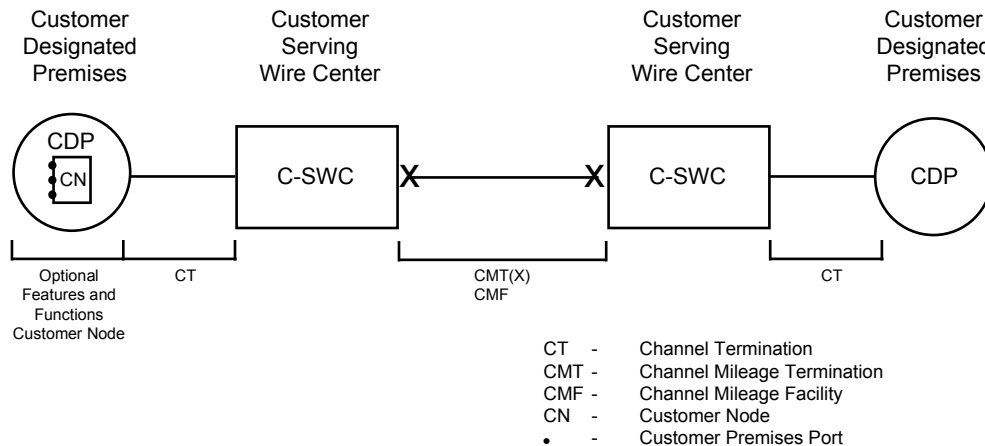 Customer
Designated
Premises
Customer
Serving
Wire Center
Customer
Serving
Wire Center
Customer
Designated
Premises
CDP
CN
C-SWC
X
X
C-SWC
CDP
Optional
Features and
Functions
Customer Node
CT
CMT(X)
CMF
CT
CT - Channel Termination
CMT - Channel Mileage Termination
CMF - Channel Mileage Facility
CN - Customer Node
• - Customer Premises Port